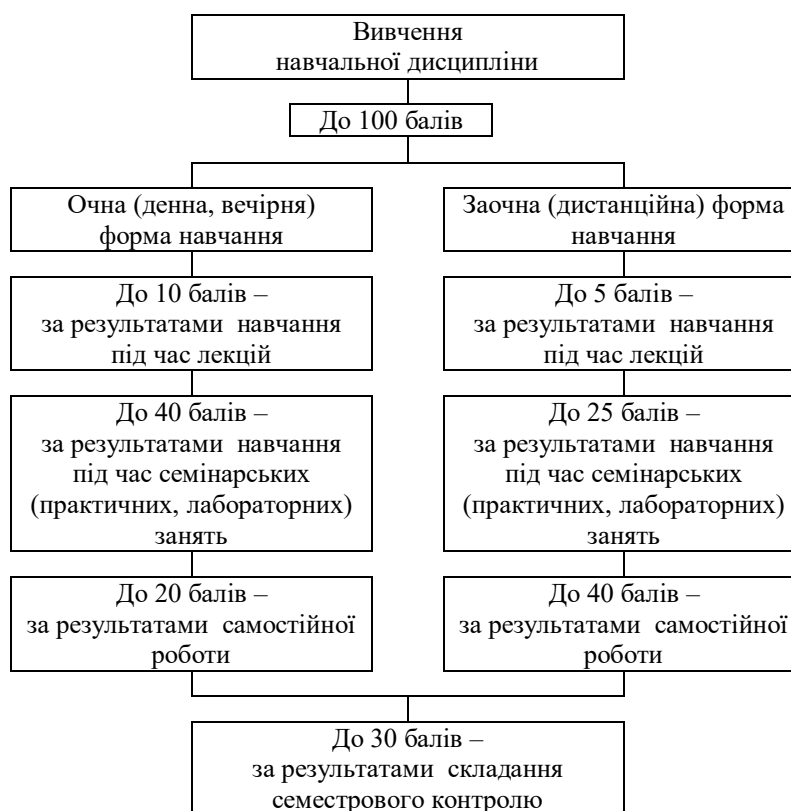 Вивчення
навчальної дисципліни
До 100 балів
Очна (денна, вечірня)
форма навчання
До 10 балів –
за результатами навчання
під час лекцій
До 40 балів –
за результатами навчання
під час семінарських
(практичних, лабораторних)
занять
До 20 балів –
за результатами самостійної
роботи
Заочна (дистанційна) форма
навчання
До 5 балів –
за результатами навчання
під час лекцій
До 25 балів –
за результатами навчання
під час семінарських
(практичних, лабораторних)
занять
До 40 балів –
за результатами самостійної
роботи
До 30 балів –
за результатами складання
семестрового контролю